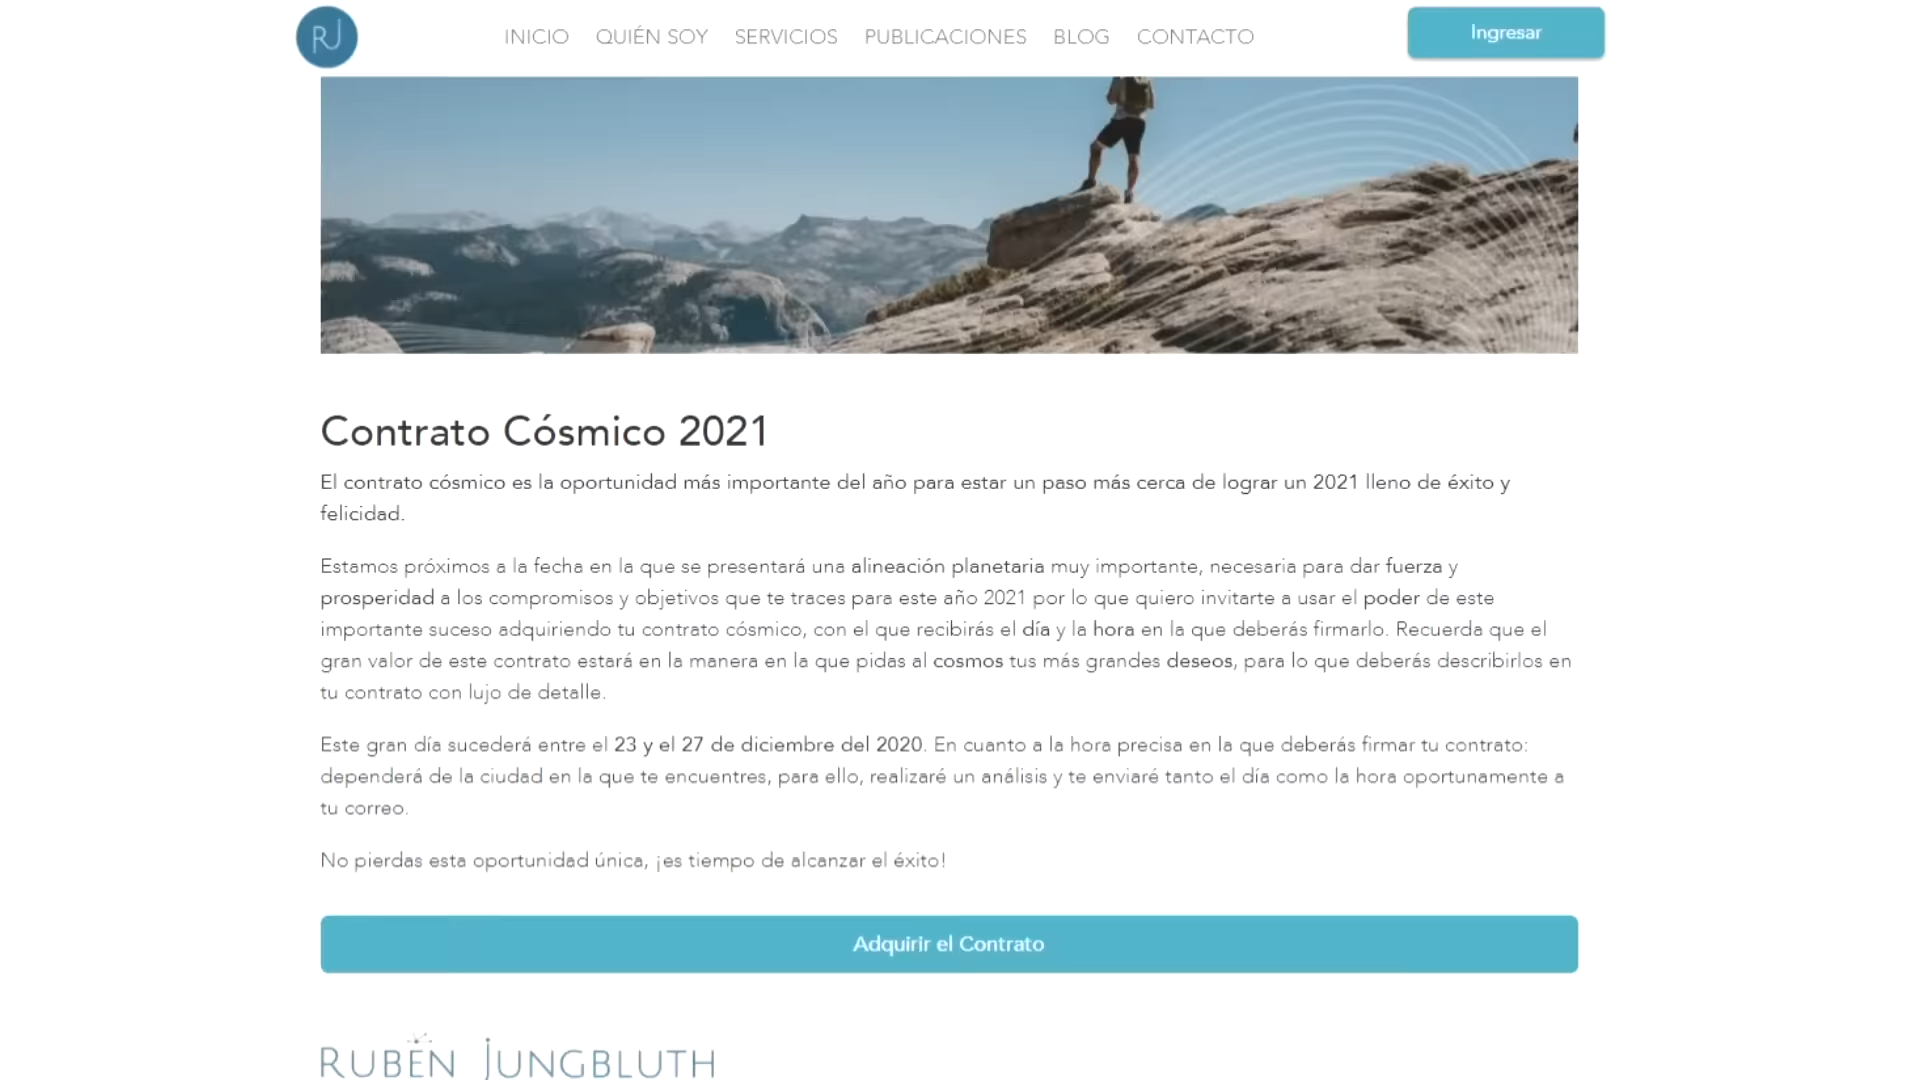 RJ
INICIO QUIÉN SOY SERVICIOS PUBLICACIONES BLOG CONTACTO
Ingresar
Contrato Cósmico 2021
El contrato cósmico es la oportunidad más importante del año para estar un paso más cerca de lograr un 2021 lleno de éxito y
felicidad.
Estamos próximos a la fecha en la que se presentará una alineación planetaria muy importante, necesaria para dar fuerza y
prosperidad a los compromisos y objetivos que te traces para este año 2021 por lo que quiero invitarte a usar el poder de este
importante suceso adquiriendo tu contrato cósmico, con el que recibirás el día y la hora en la que deberás firmarlo. Recuerda que el
gran valor de este contrato estará en la manera en la que pidas al cosmos tus más grandes deseos, para lo que deberás describirlos en
tu contrato con lujo de detalle.
Este gran día sucederá entre el 23 y el 27 de diciembre del 2020. En cuanto a la hora precisa en la que deberás firmar tu contrato:
dependerá de la ciudad en la que te encuentres, para ello, realizaré un análisis y te enviaré tanto el día como la hora oportunamente a
tu correo.
No pierdas esta oportunidad única, ¡es tiempo de alcanzar el éxito!
Adquirir el Contrato
RUBÉN JUNGBLUTH